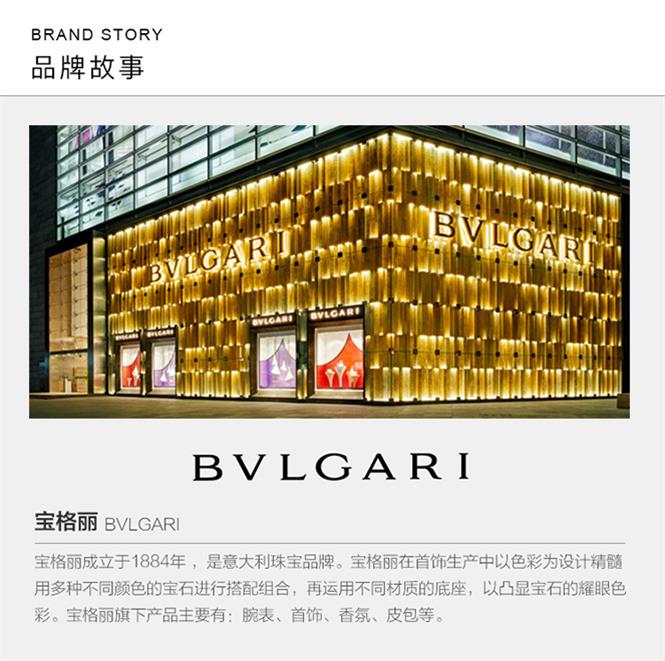 BRAND STORY
品牌故事
BVLGARI
BVLGARI
BVLGARI
BVLGARI
BVLGARI
BVLGARI
BVLGARI
宝格丽 BVLGARI
宝格丽成立于1884年 ，是意大利珠宝品牌。宝格丽在首饰生产中以色彩为设计精髓
用多种不同颜色的宝石进行搭配组合，再运用不同材质的底座，以凸显宝石的耀眼色
彩。宝格丽旗下产品主要有：腕表、首饰、香氛、皮包等。